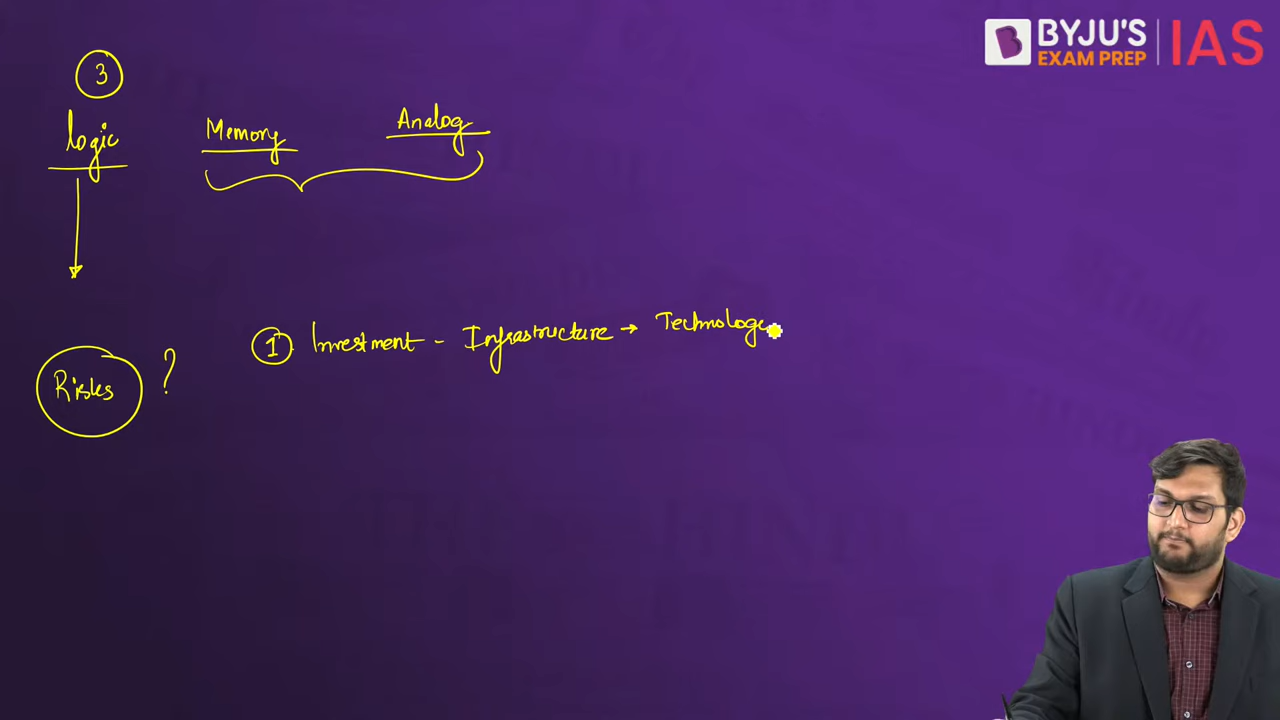 BYJU'S IAS
EXAM PREP
3
Logic Memory Analog
1 Investment - Infrastructure → Technology
Risks ?